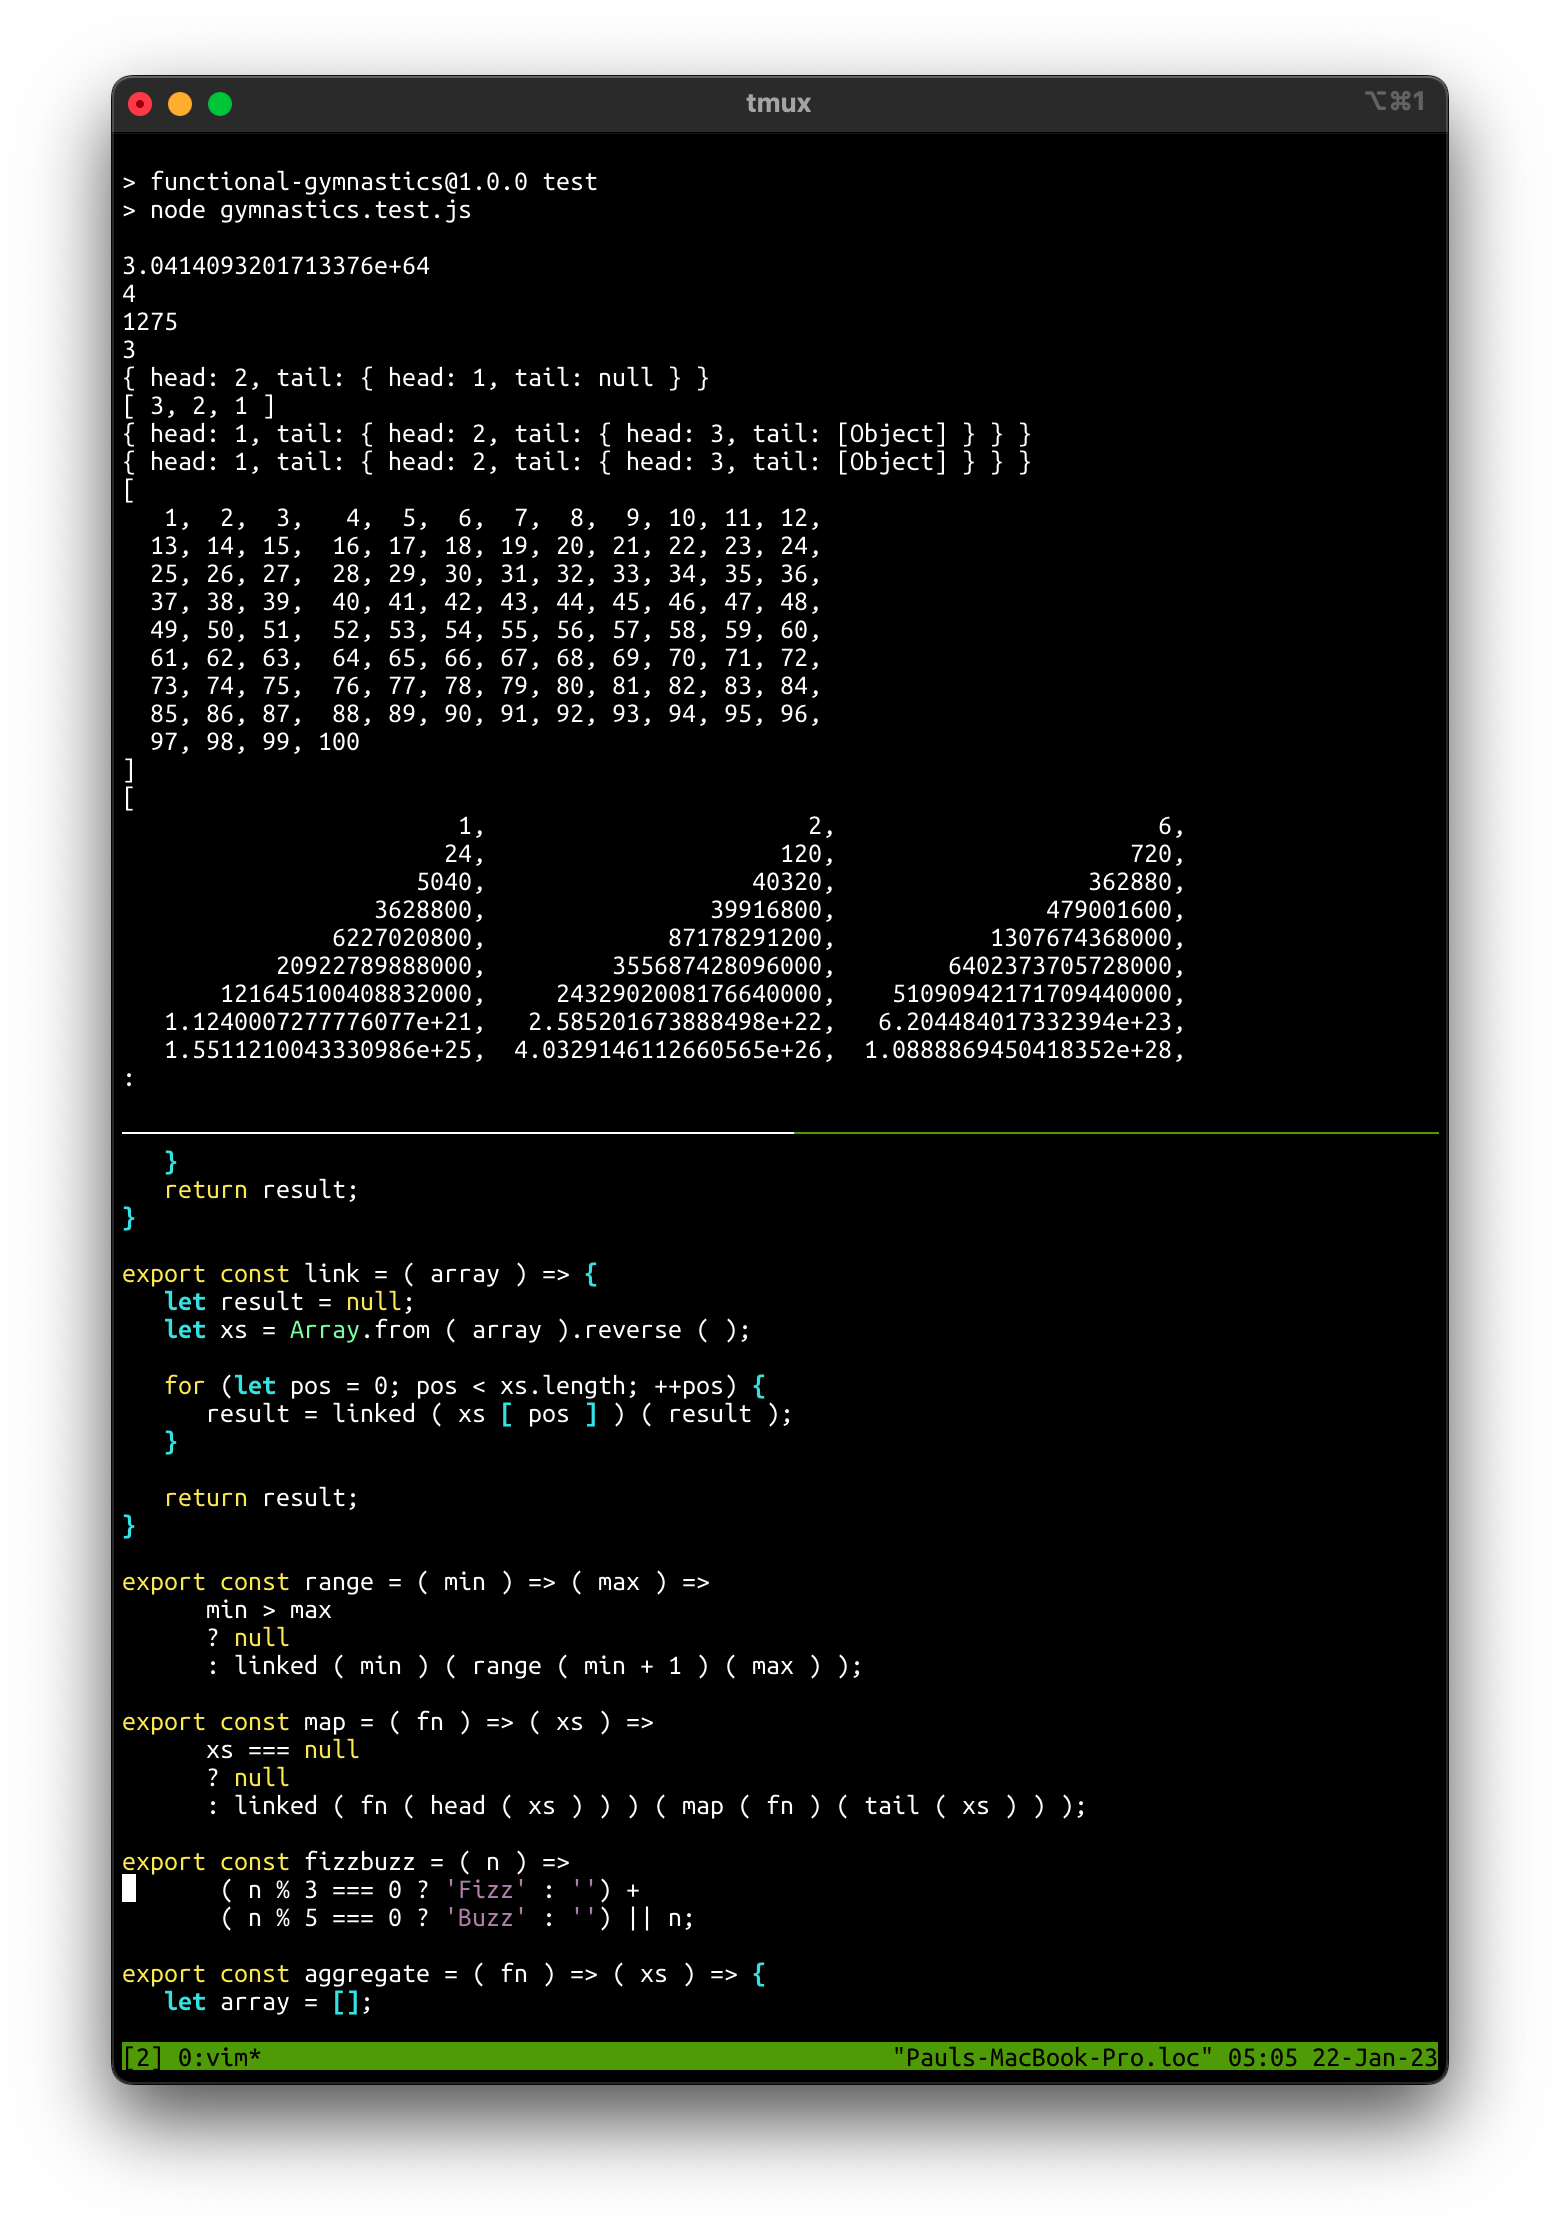 tmux ⌥⌘1
> functional-gymnastics@1.0.0 test
> node gymnastics.test.js
3.0414093201713376e+64
4
1275
3
{ head: 2, tail: { head: 1, tail: null } }
[ 3, 2, 1 ]
{ head: 1, tail: { head: 2, tail: { head: 3, tail: [Object] } } }
{ head: 1, tail: { head: 2, tail: { head: 3, tail: [Object] } } }
[
   1,  2,  3,   4,  5,  6,  7,  8,  9, 10, 11, 12,
  13, 14, 15,  16, 17, 18, 19, 20, 21, 22, 23, 24,
  25, 26, 27,  28, 29, 30, 31, 32, 33, 34, 35, 36,
  37, 38, 39,  40, 41, 42, 43, 44, 45, 46, 47, 48,
  49, 50, 51,  52, 53, 54, 55, 56, 57, 58, 59, 60,
  61, 62, 63,  64, 65, 66, 67, 68, 69, 70, 71, 72,
  73, 74, 75,  76, 77, 78, 79, 80, 81, 82, 83, 84,
  85, 86, 87,  88, 89, 90, 91, 92, 93, 94, 95, 96,
  97, 98, 99, 100
]
[
                        1,                       2,                       6,
                       24,                     120,                     720,
                     5040,                   40320,                  362880,
                  3628800,                39916800,               479001600,
               6227020800,             87178291200,           1307674368000,
           20922789888000,         355687428096000,        6402373705728000,
       121645100408832000,     2432902008176640000,    51090942171709440000,
   1.1240007277776077e+21,   2.585201673888498e+22,   6.204484017332394e+23,
   1.5511210043330986e+25,  4.0329146112660565e+26,  1.0888869450418352e+28,
:
   }
   return result;
}
export const link = ( array ) => {
   let result = null;
   let xs = Array.from ( array ).reverse ( );
   for (let pos = 0; pos < xs.length; ++pos) {
      result = linked ( xs [ pos ] ) ( result );
   }
   return result;
}
export const range = ( min ) => ( max ) =>
      min > max
      ? null
      : linked ( min ) ( range ( min + 1 ) ( max ) );
export const map = ( fn ) => ( xs ) =>
      xs === null
      ? null
      : linked ( fn ( head ( xs ) ) ) ( map ( fn ) ( tail ( xs ) ) );
export const fizzbuzz = ( n ) =>
       ( n % 3 === 0 ? 'Fizz' : '') +
       ( n % 5 === 0 ? 'Buzz' : '') || n;
export const aggregate = ( fn ) => ( xs ) => {
   let array = [];
[2] 0:vim* "Pauls-MacBook-Pro.loc" 05:05 22-Jan-23